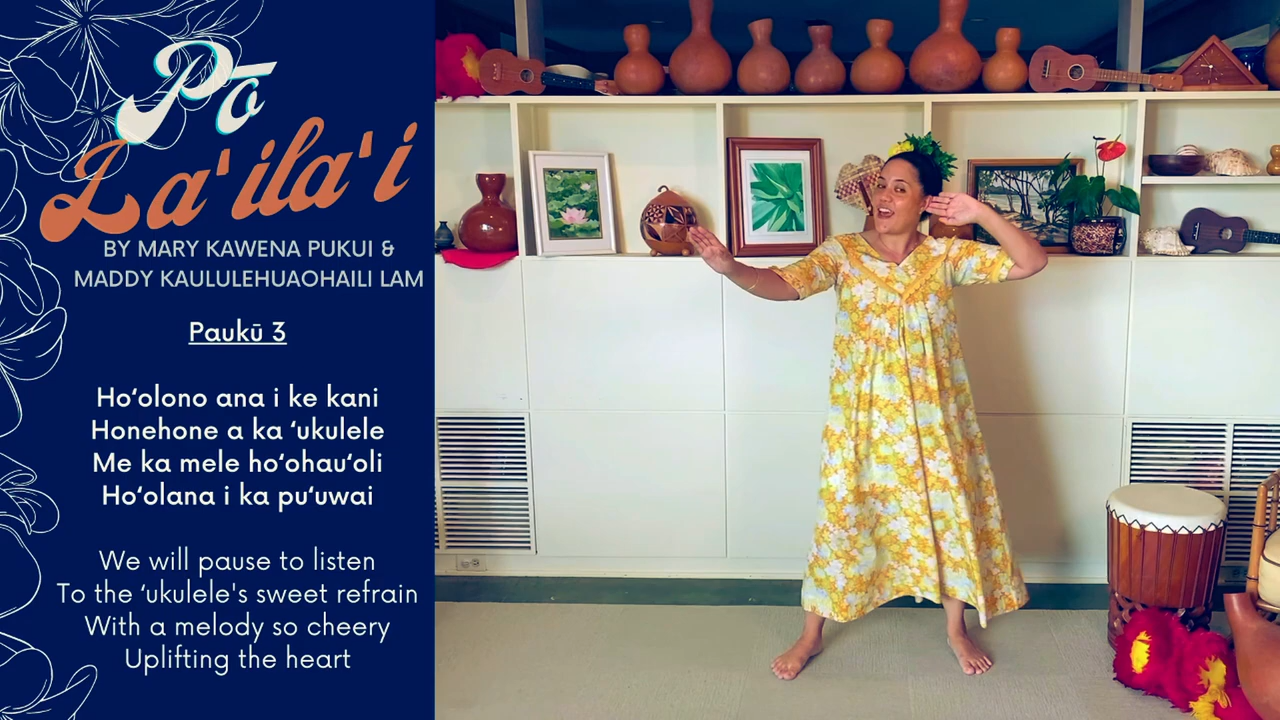 Pō
Laʻilaʻi
BY MARY KAWENA PUKUI &
MADDY KAULULEHUAOHAILI LAM
Paukū 3
Hoʻolono ana i ke kani
Honehone a ka ʻukulele
Me ka mele hoʻohauʻoli
Hoʻolana i ka puʻuwai
We will pause to listen
To the ʻukulele's sweet refrain
With a melody so cheery
Uplifting the heart